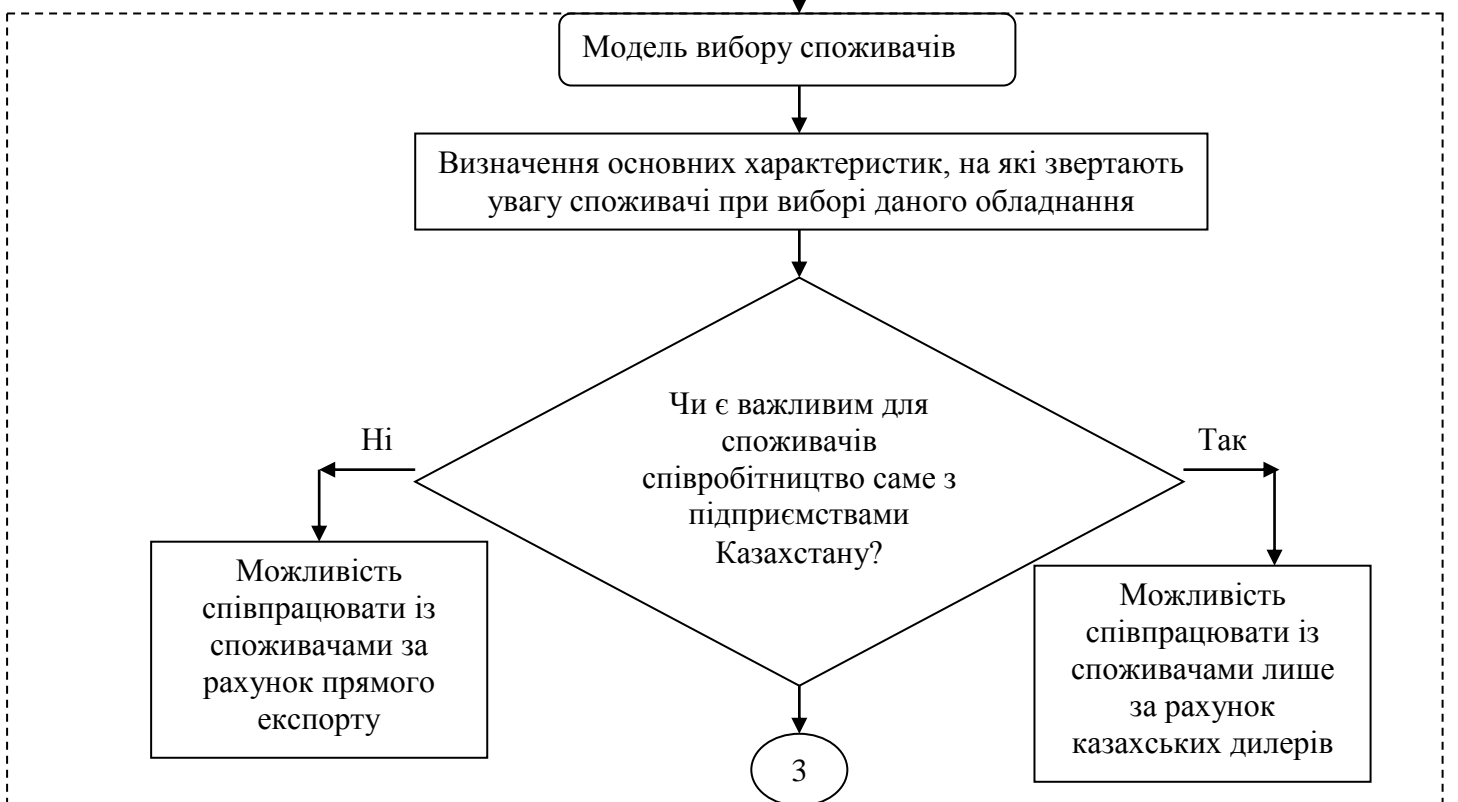 Модель вибору споживачів
Визначення основних характеристик, на які звертають
увагу споживачі при виборі даного обладнання
Чи є важливим для
споживачів
співробітництво саме з
підприємствами
Казахстану?
Ні
Так
Можливість
співпрацювати із
споживачами за
рахунок прямого
експорту
Можливість
співпрацювати із
споживачами лише
за рахунок
казахських дилерів
3